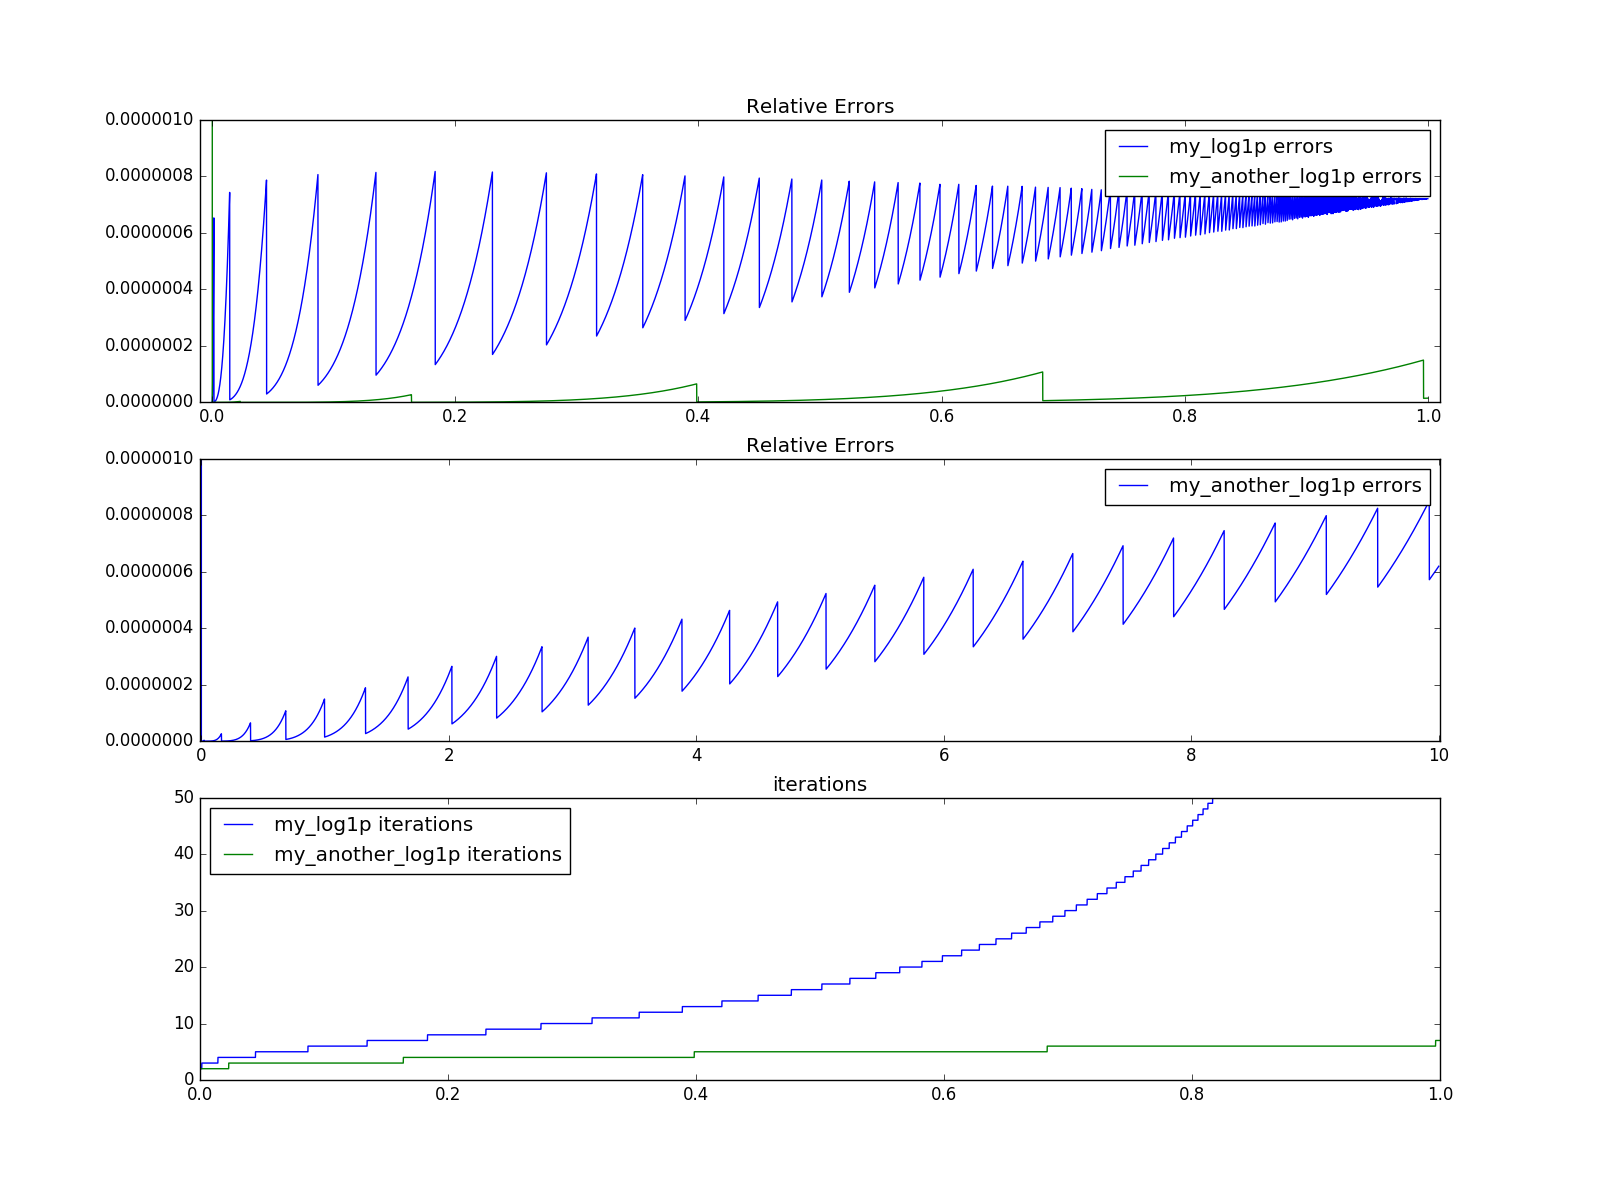 Relative Errors
0.0000010
0.0000008
0.0000006
0.0000004
0.0000002
0.0000000
my_log1p errors
my_another_log1p errors
0.0 0.2 0.4 0.6 0.8 1.0
Relative Errors
0.0000010
0.0000008
0.0000006
0.0000004
0.0000002
0.0000000
my_another_log1p errors
0 2 4 6 8 10
iterations
50
40
30
20
10
0
my_log1p iterations
my_another_log1p iterations
0.0 0.2 0.4 0.6 0.8 1.0